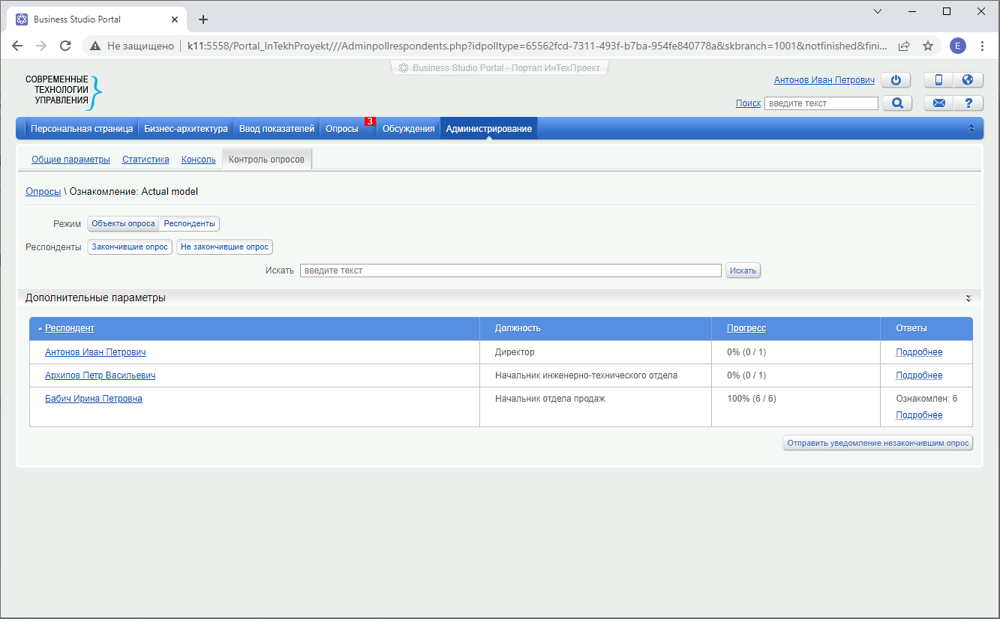 Business Studio Portal
Не защищено
k11:5558/Portal_InTekhProyekt///Adminpollrespondents.php?idpolltype=65562fcd-7311-493f-b7ba-954fe840778a&skbranch=1001&notfinished&fini...
E
Business Studio Portal - Портал ИнТехПроект
СОВРЕМЕННЫЕ
ТЕХНОЛОГИИ
УПРАВЛЕНИЯ
Антонов Иван Петрович
Поиск введите текст ?
Персональная страница Бизнес-архитектура Ввод показателей Опросы 3 Обсуждения Администрирование
Общие параметры Статистика Консоль Контроль опросов
Опросы \ Ознакомление: Actual model
Режим Объекты опроса Респонденты
Респонденты Закончившие опрос Не закончившие опрос
Искать введите текст Искать
Дополнительные параметры
Респондент Должность Прогресс Ответы
Антонов Иван Петрович Директор 0% (0 / 1) Подробнее
Архипов Петр Васильевич Начальник инженерно-технического отдела 0% (0 / 1) Подробнее
Бабич Ирина Петровна Начальник отдела продаж 100% (6 / 6) Ознакомлен: 6
Подробнее
Отправить уведомление незакончившим опрос